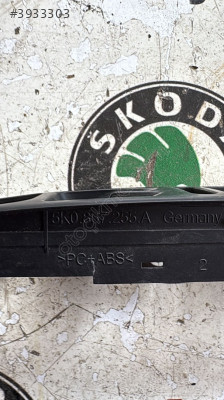 #3933303
SKOD
5K0 867 255 A Germany
>PC+ABS<
2